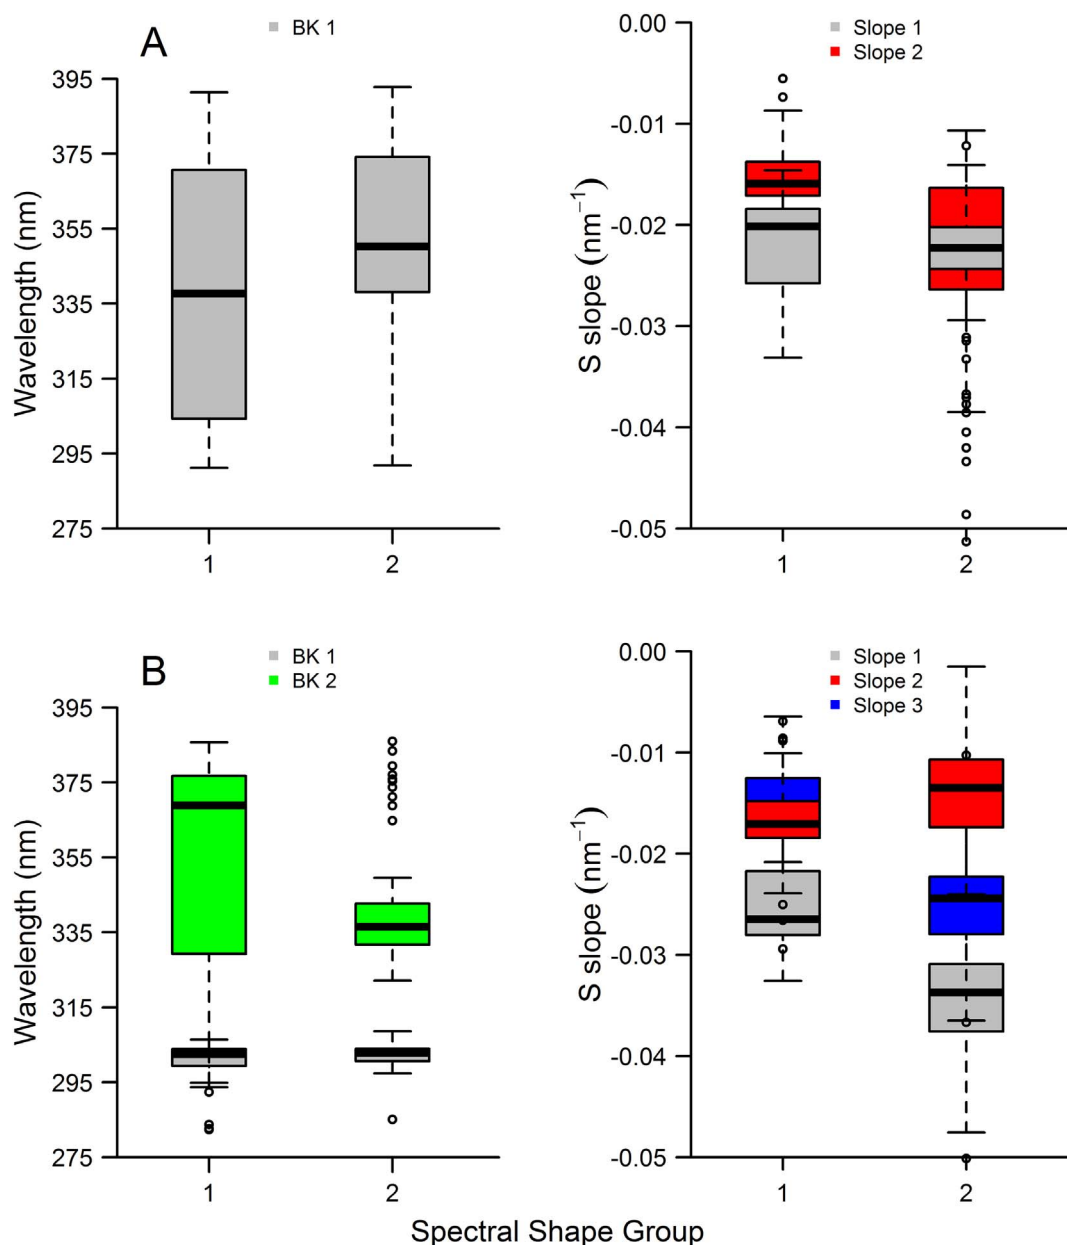 A
BK 1
395
375
355
335
315
295
275
Wavelength (nm)
1
2
Slope 1
Slope 2
0.00
-0.01
-0.02
-0.03
-0.04
-0.05
S slope (nm⁻¹)
1
2
B
BK 1
BK 2
395
375
355
335
315
295
275
Wavelength (nm)
1
2
Slope 1
Slope 2
Slope 3
0.00
-0.01
-0.02
-0.03
-0.04
-0.05
S slope (nm⁻¹)
1
2
Spectral Shape Group